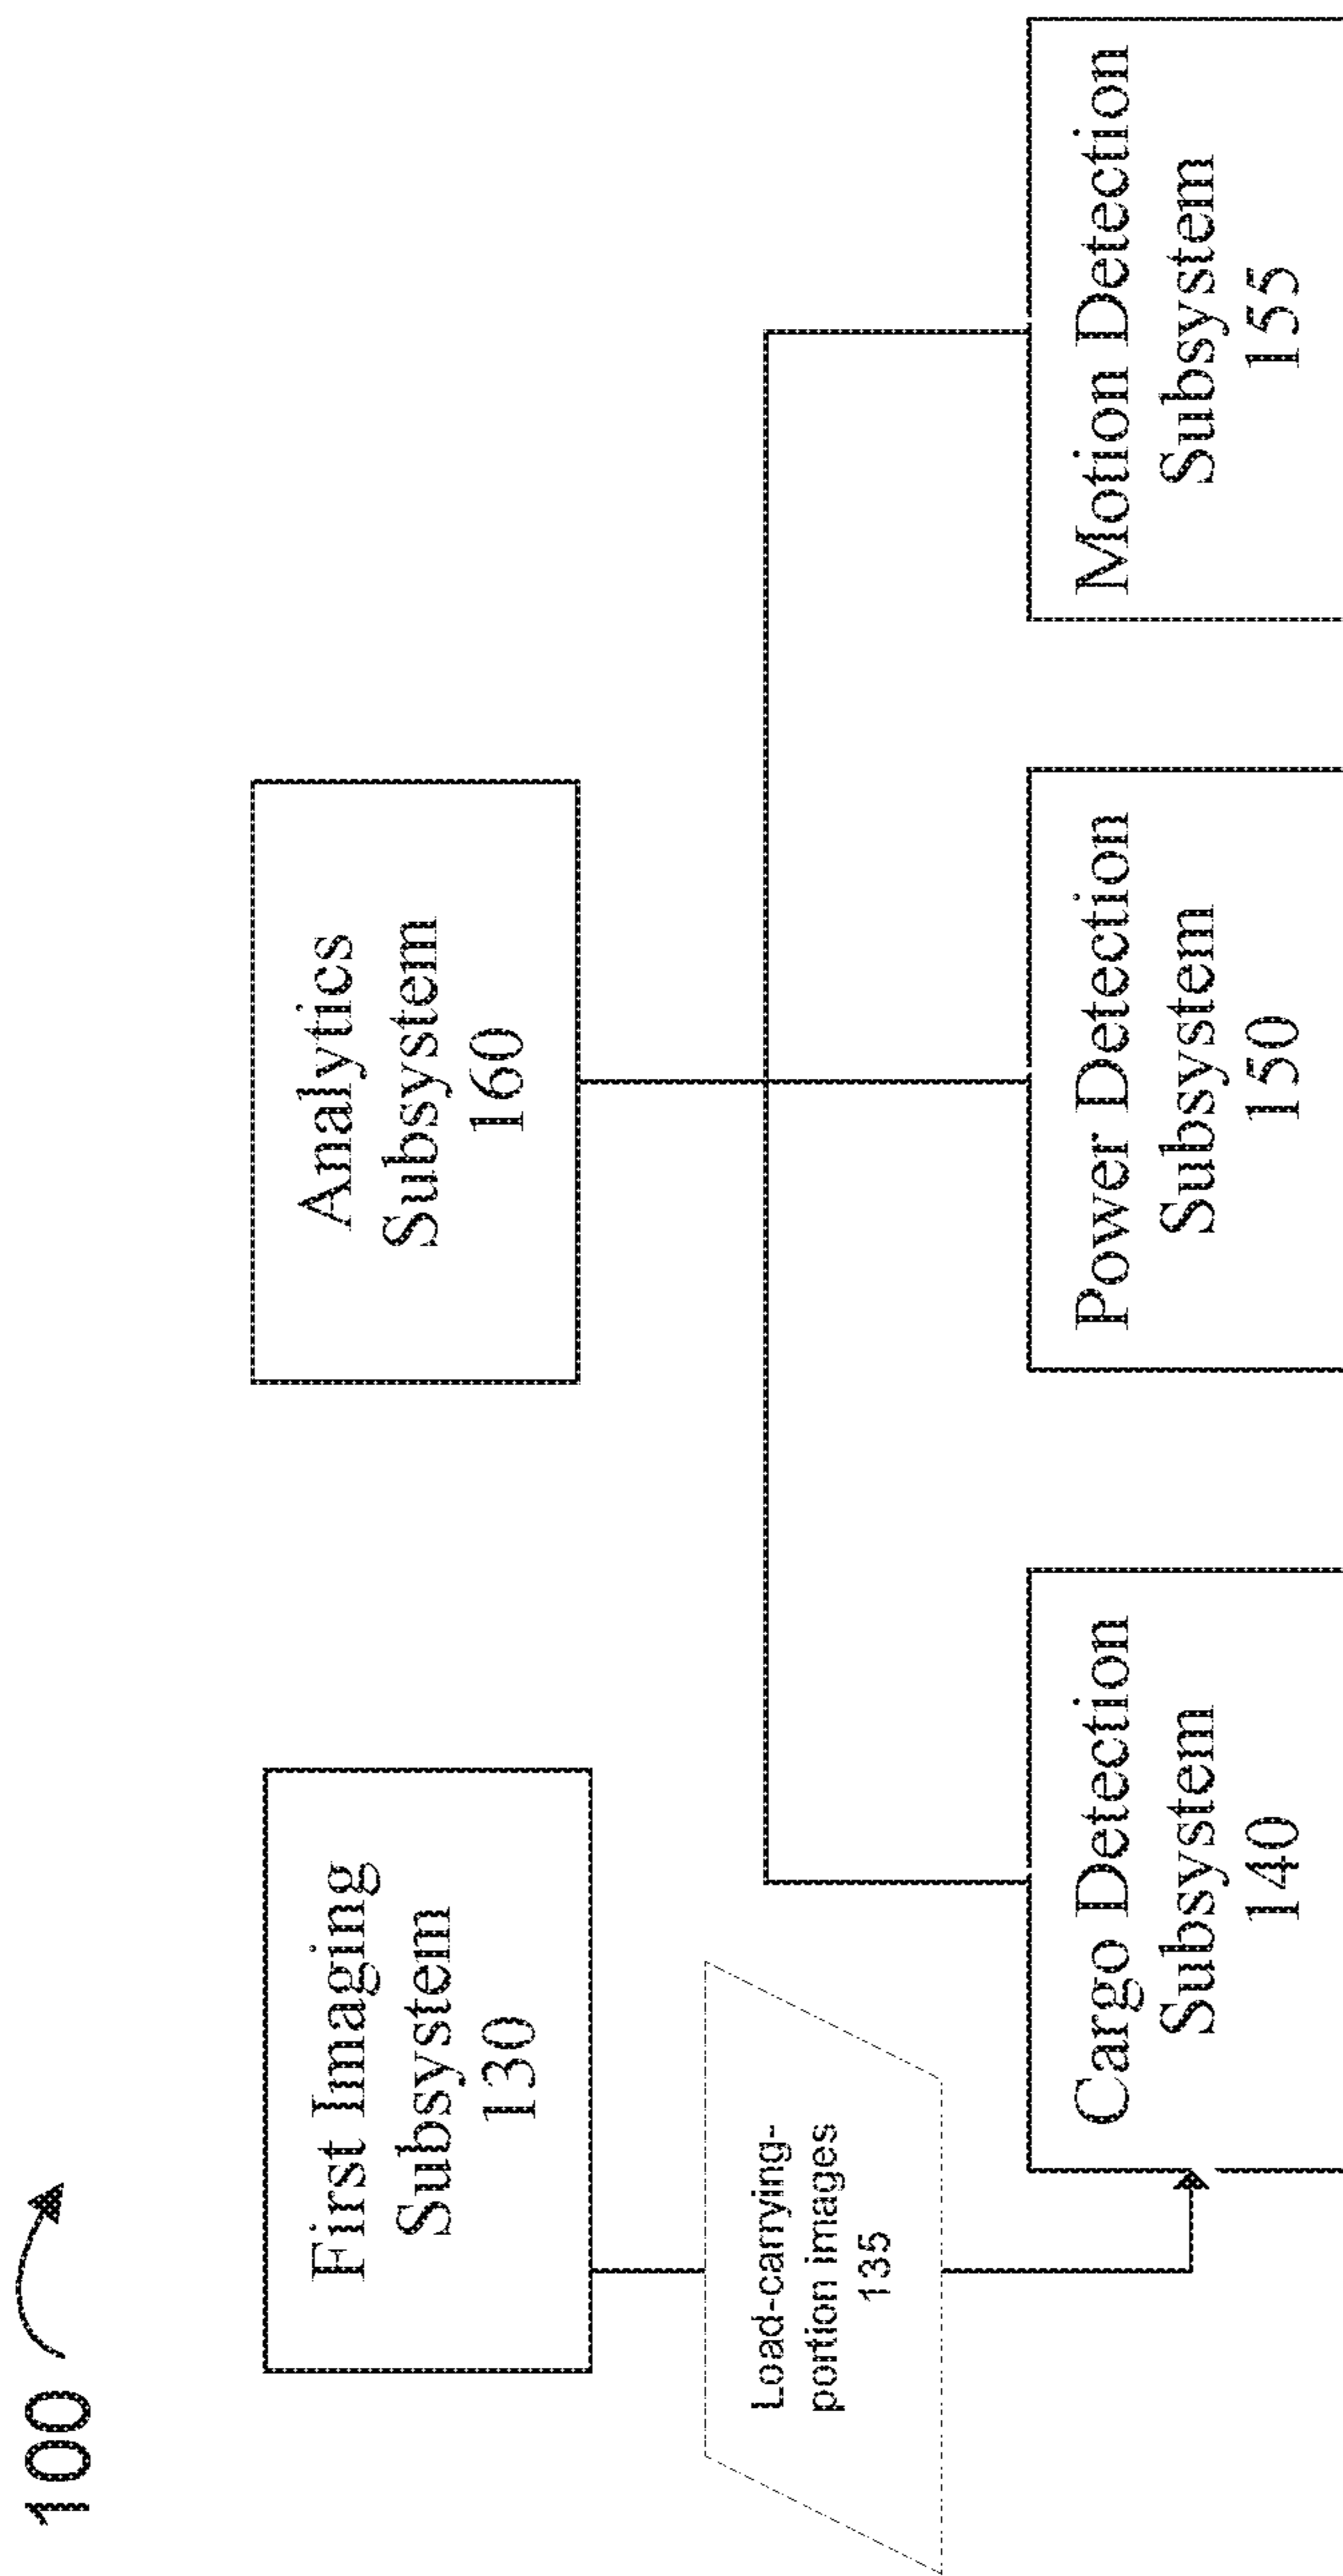 100
First Imaging
Subsystem
130
Analytics
Subsystem
160
Load-carrying-
portion images
135
Cargo Detection
Subsystem
140
Power Detection
Subsystem
150
Motion Detection
Subsystem
155